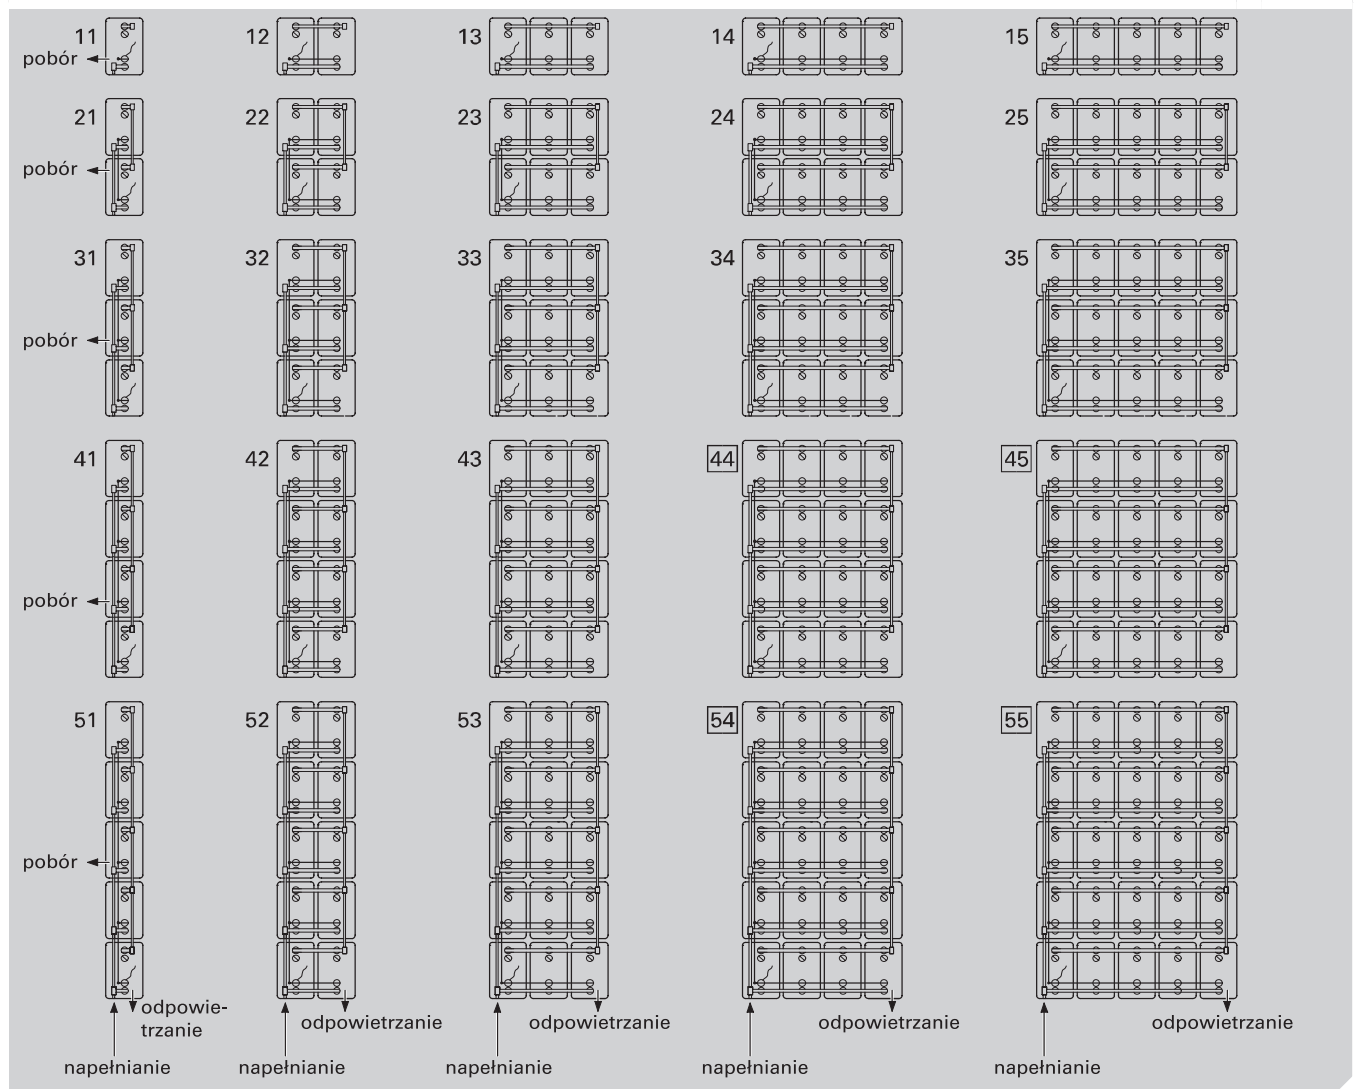 11 12 13 14 15
pobór
21 22 23 24 25
pobór
31 32 33 34 35
pobór
41 42 43 44 45
pobór
51 52 53 54 55
pobór
odpowie-
trzanie
odpowietrzanie odpowietrzanie odpowietrzanie odpowietrzanie
napełnianie napełnianie napełnianie napełnianie napełnianie